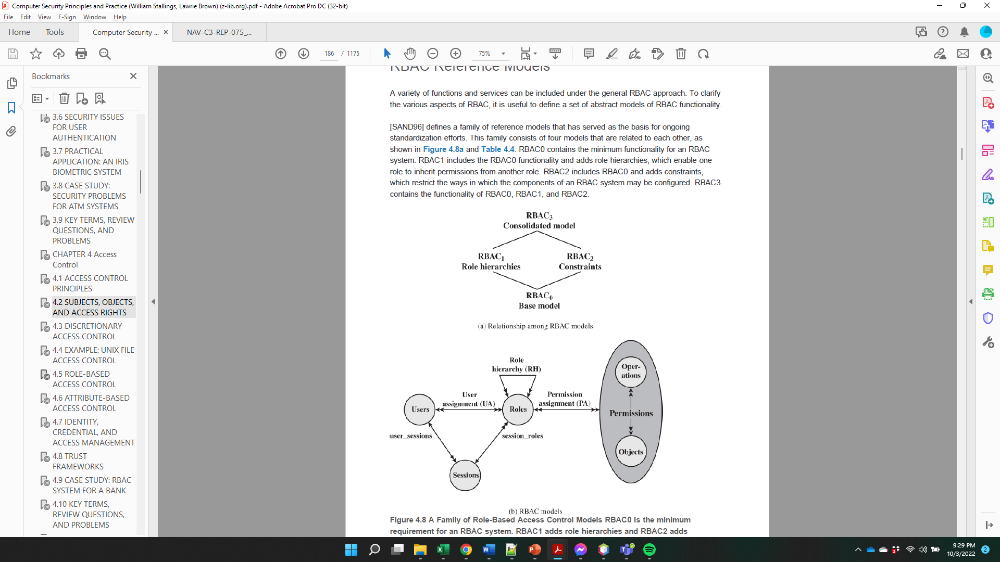 Computer Security Principles and Practice (William Stallings, Lawrie Brown) (z-lib.org).pdf - Adobe Acrobat Pro DC (32-bit)
File Edit View E-Sign Window Help
Home Tools Computer Security ... × NAV-C3-REP-075_...
186 / 1175 75%
Bookmarks
3.6 SECURITY ISSUES
FOR USER
AUTHENTICATION
3.7 PRACTICAL
APPLICATION: AN IRIS
BIOMETRIC SYSTEM
3.8 CASE STUDY:
SECURITY PROBLEMS
FOR ATM SYSTEMS
3.9 KEY TERMS, REVIEW
QUESTIONS, AND
PROBLEMS
CHAPTER 4 Access
Control
4.1 ACCESS CONTROL
PRINCIPLES
4.2 SUBJECTS, OBJECTS,
AND ACCESS RIGHTS
4.3 DISCRETIONARY
ACCESS CONTROL
4.4 EXAMPLE: UNIX FILE
ACCESS CONTROL
4.5 ROLE-BASED
ACCESS CONTROL
4.6 ATTRIBUTE-BASED
ACCESS CONTROL
4.7 IDENTITY,
CREDENTIAL, AND
ACCESS MANAGEMENT
4.8 TRUST
FRAMEWORKS
4.9 CASE STUDY: RBAC
SYSTEM FOR A BANK
4.10 KEY TERMS,
REVIEW QUESTIONS,
AND PROBLEMS
RBAC Reference Models
A variety of functions and services can be included under the general RBAC approach. To clarify
the various aspects of RBAC, it is useful to define a set of abstract models of RBAC functionality.
[SAND96] defines a family of reference models that has served as the basis for ongoing
standardization efforts. This family consists of four models that are related to each other, as
shown in Figure 4.8a and Table 4.4. RBAC0 contains the minimum functionality for an RBAC
system. RBAC1 includes the RBAC0 functionality and adds role hierarchies, which enable one
role to inherit permissions from another role. RBAC2 includes RBAC0 and adds constraints,
which restrict the ways in which the components of an RBAC system may be configured. RBAC3
contains the functionality of RBAC0, RBAC1, and RBAC2.
RBAC3
Consolidated model
RBAC1 RBAC2
Role hierarchies Constraints
RBAC0
Base model
(a) Relationship among RBAC models
Role
hierarchy (RH)
Oper-
ations
User
assignment (UA)
Permission
assignment (PA)
Users
Roles
Permissions
user_sessions
session_roles
Objects
Sessions
(b) RBAC models
Figure 4.8 A Family of Role-Based Access Control Models RBAC0 is the minimum
requirement for an RBAC system. RBAC1 adds role hierarchies and RBAC2 adds
9:29 PM
10/3/2022
2